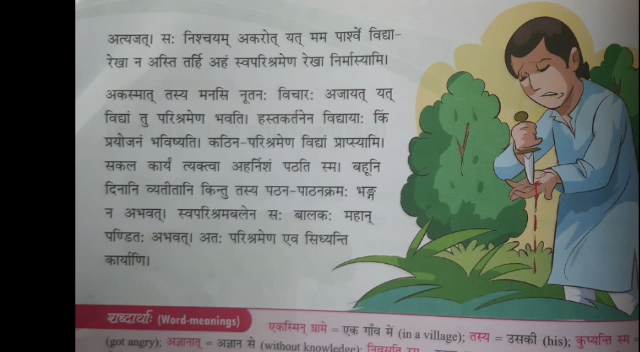 अत्यजत्। सः निश्चयम् अकरोत् यत् मम पार्श्वे विद्या-
रेखा न अस्ति तर्हि अहं स्वपरिश्रमेण रेखा निर्मास्यामि।
अकस्मात् तस्य मनसि नूतनः विचारः अजायत् यत्
विद्यां तु परिश्रमेण भवति। हस्तकर्तनेन विद्यायाः किं
प्रयोजनं भविष्यति। कठिन-परिश्रमेण विद्यां प्राप्स्यामि।
सकल कार्यं त्यक्त्वा अहर्निशं पठति स्म। बहूनि
दिनानि व्यतीतानि किन्तु तस्य पठन-पाठनक्रमः भङ्ग
न अभवत्। स्वपरिश्रमबलेन सः बालकः महान्
पण्डितः अभवत्। अतः परिश्रमेण एव सिध्यन्ति
कार्याणि।
शब्दार्थाः (Word-meanings)
एकस्मिन् ग्रामे = एक गाँव मे (in a village); तस्य = उसकी (his); कुप्यन्ति स्म
(got angry); अज्ञानात् = अज्ञान से (without knowledge); निवसति स्म